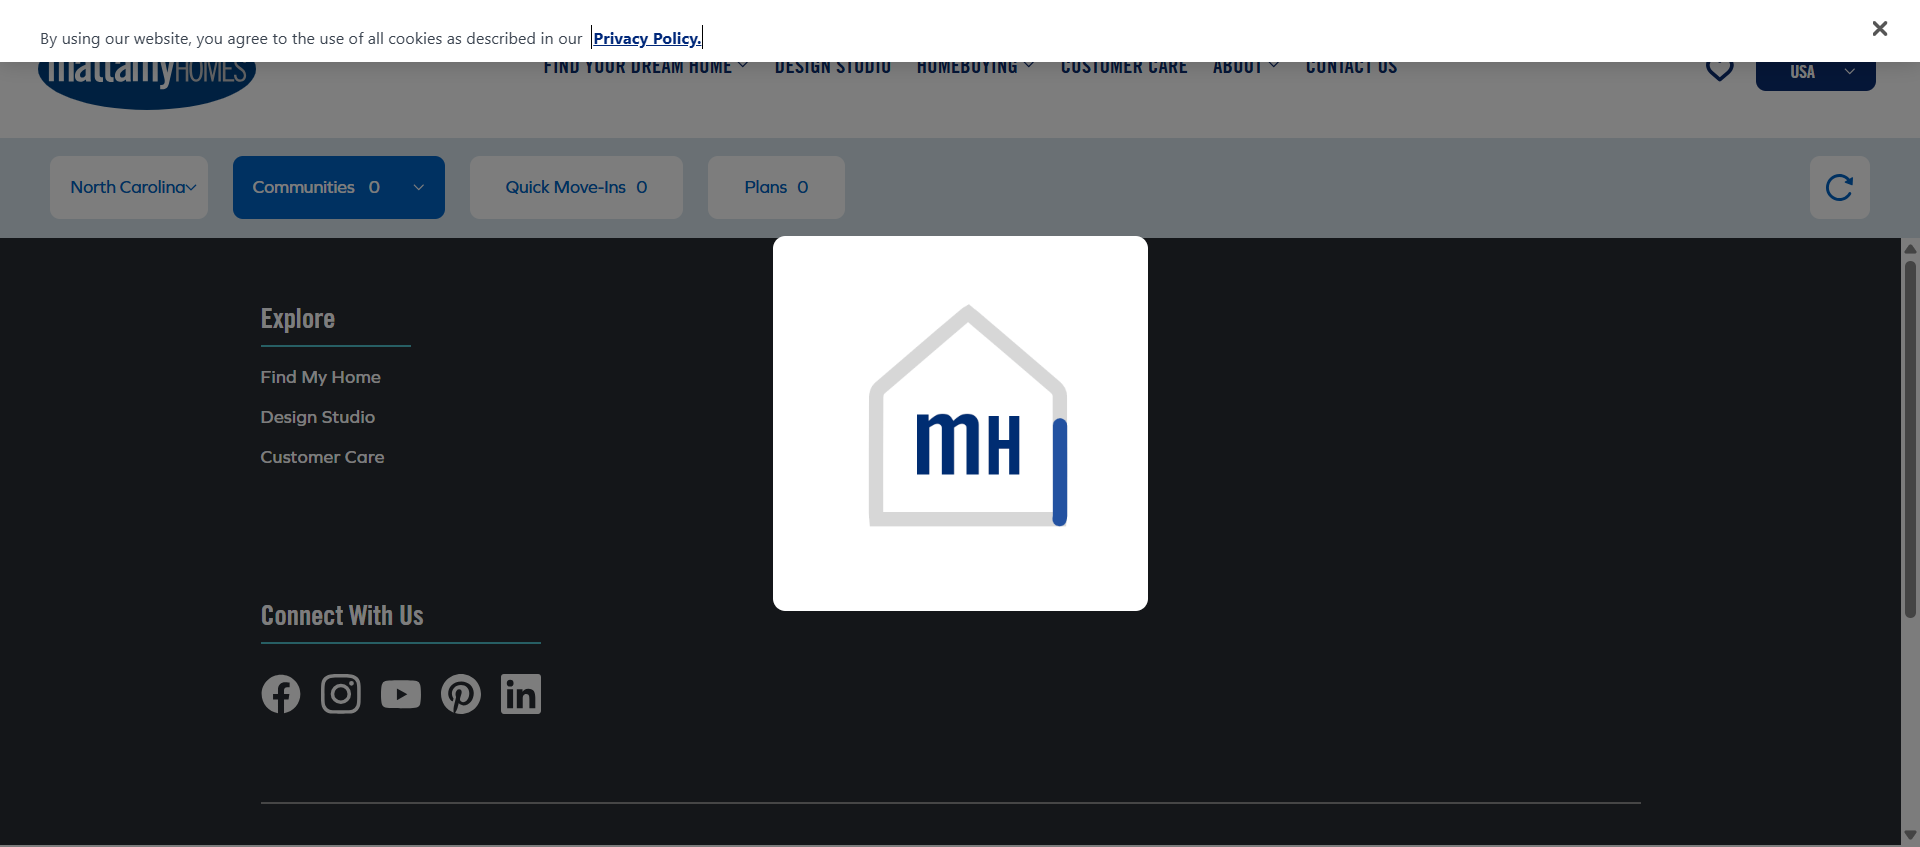 By using our website, you agree to the use of all cookies as described in our Privacy Policy.
mattamyHOMES
FIND YOUR DREAM HOME
DESIGN STUDIO
HOMEBUYING
CUSTOMER CARE
ABOUT
CONTACT US
USA
North Carolina
Communities 0
Quick Move-Ins 0
Plans 0
Explore
Find My Home
Design Studio
Customer Care
mH
Connect With Us